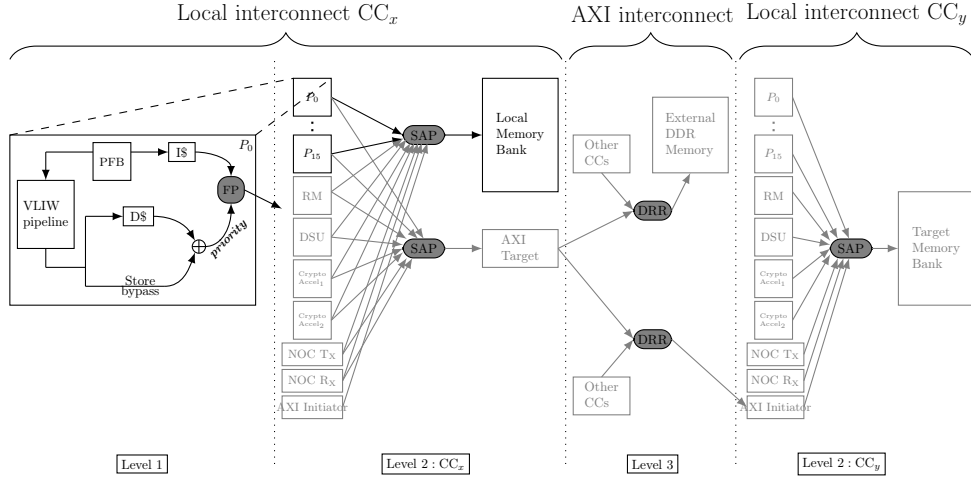 Local interconnect CCx
AXI interconnect
Local interconnect CCy
P0
PFB
I$
VLIW
pipeline
D$
FP
priority
Store
bypass
P0
P15
RM
DSU
Crypto
Accel1
Crypto
Accel2
NOC TX
NOC RX
AXI Initiator
SAP
SAP
Local
Memory
Bank
AXI
Target
Other
CCs
External
DDR
Memory
DRR
DRR
Other
CCs
P0
P15
RM
DSU
Crypto
Accel1
Crypto
Accel2
NOC TX
NOC RX
AXI Initiator
SAP
Target
Memory
Bank
Level 1
Level 2 : CCx
Level 3
Level 2 : CCy